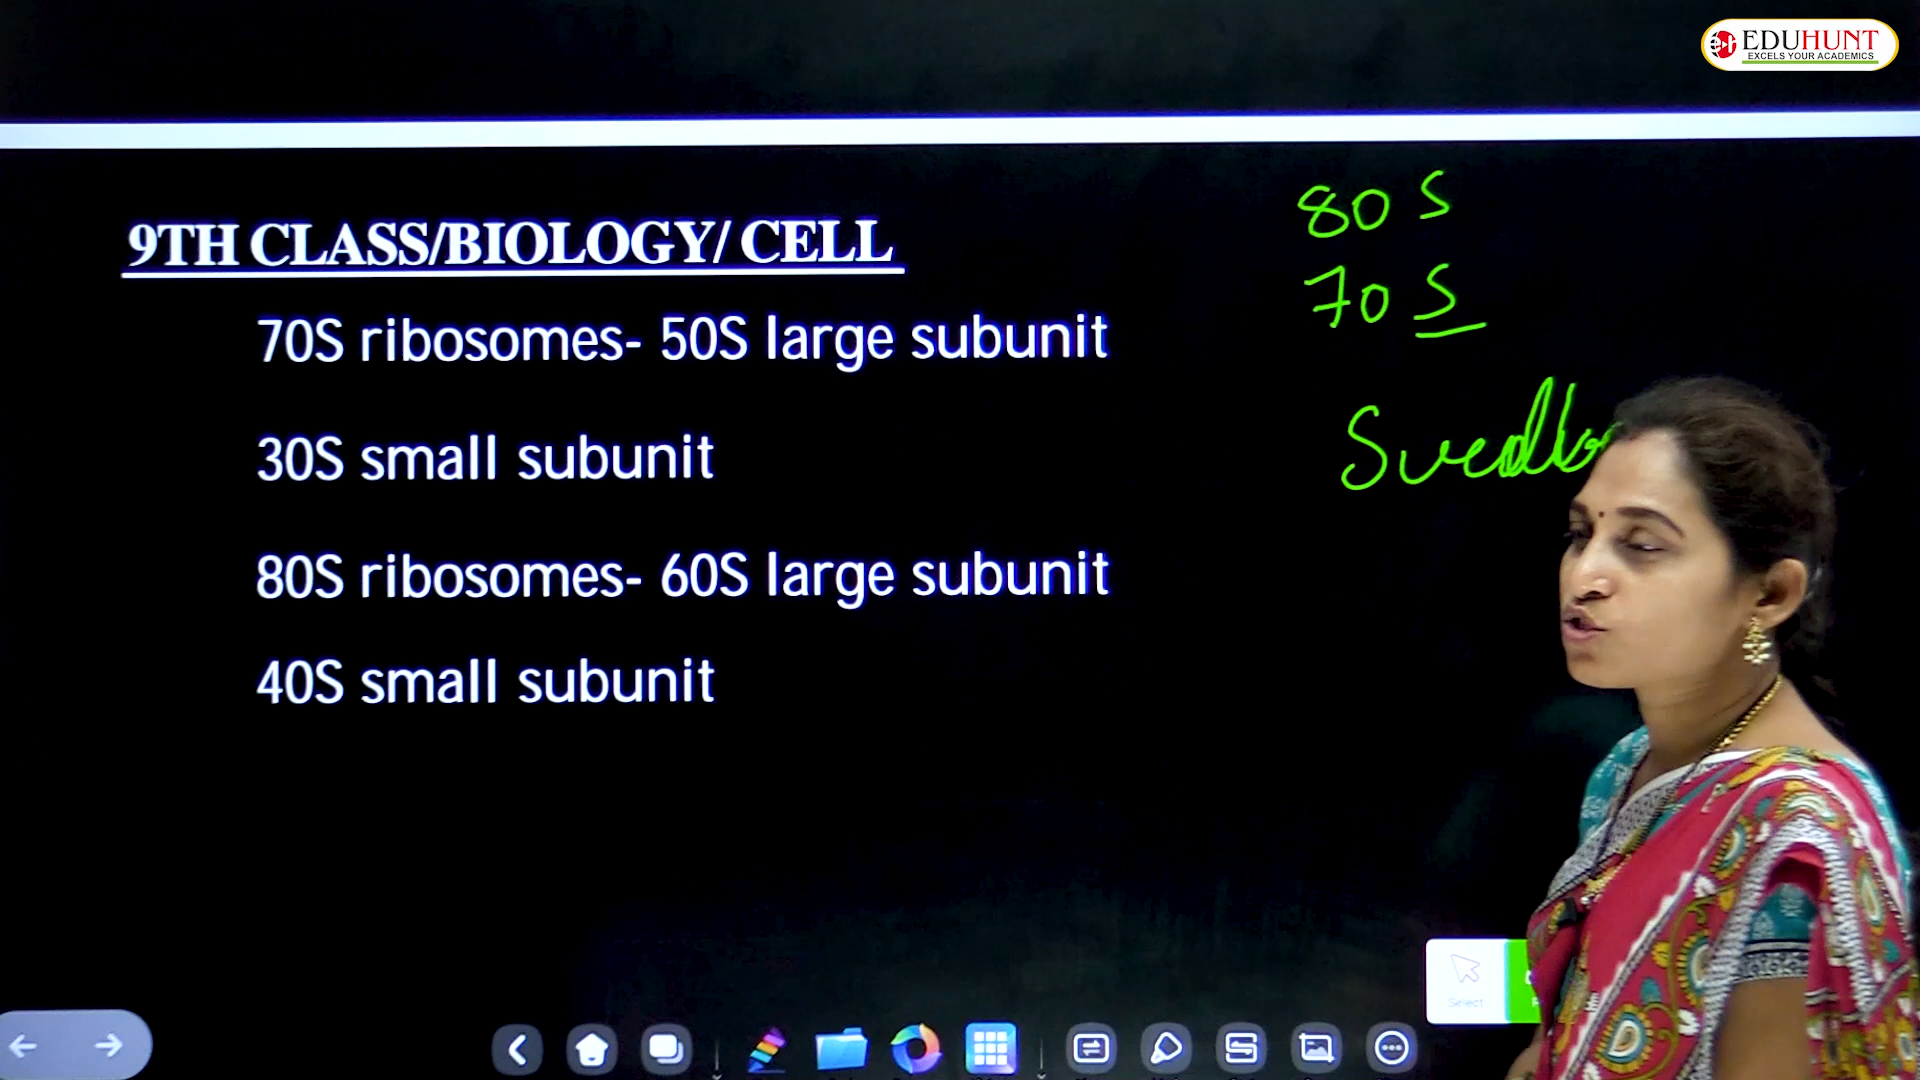 EDUHUNT
EXCELS YOUR ACADEMICS
9TH CLASS/BIOLOGY/ CELL
70S ribosomes- 50S large subunit
30S small subunit
80S ribosomes- 60S large subunit
40S small subunit
80 S
70 S
Select